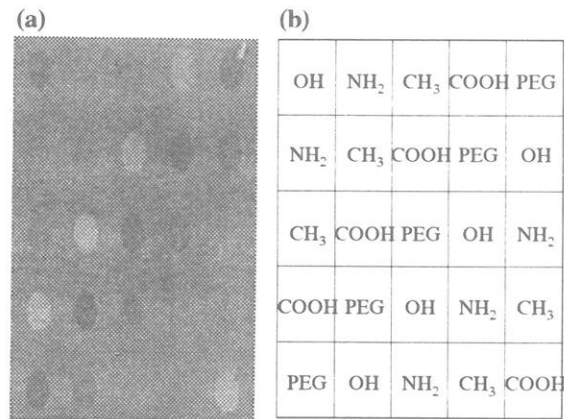 (a)
(b)
OH NH₂ CH₃ COOH PEG
NH₂ CH₃ COOH PEG OH
CH₃ COOH PEG OH NH₂
COOH PEG OH NH₂ CH₃
PEG OH NH₂ CH₃ COOH